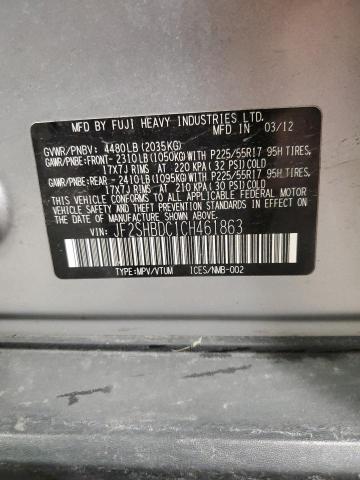 MFD BY FUJI HEAVY INDUSTRIES LTD.
MFD.IN 03/12
GVWR/PNBV: 4480LB(2035KG)
GAWR/PNBE:FRONT- 2310LB(1050KG)WITH P225/55R17 95H TIRES,
17X7J RIMS AT 220 KPA(32 PSI)COLD
GAWR/PNBE:REAR - 2410LB(1095KG)WITH P225/55R17 95H TIRES,
17X7J RIMS AT 210 KPA(30 PSI)COLD
THIS VEHICLE CONFORMS TO ALL APPLICABLE
FEDERAL MOTOR VEHICLE SAFETY, BUMPER, AND
THEFT PREVENTION STANDARDS IN EFFECT ON THE
DATE OF MANUFACTURE SHOWN ABOVE.
VIN: JF2SHBDC1CH461863
TYPE:MPV/VTUM ICES/NMB-002